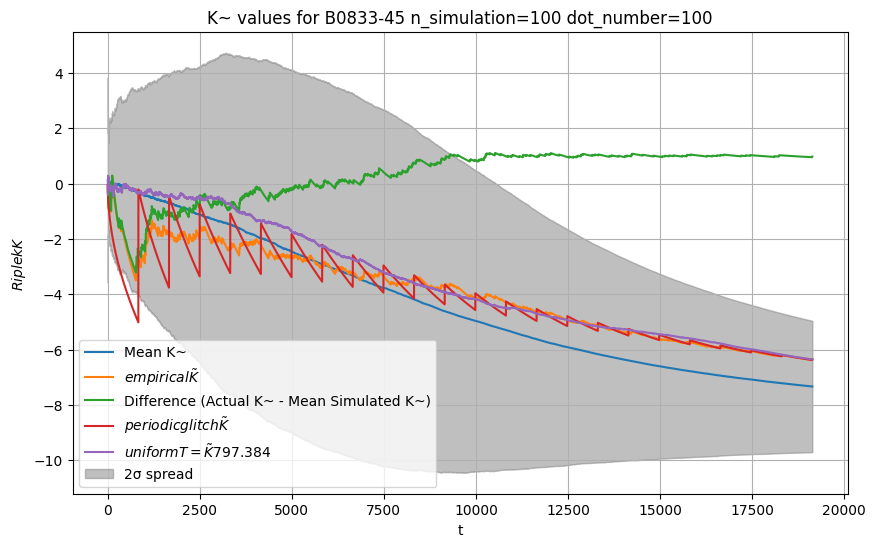 K~ values for B0833-45 n_simulation=100 dot_number=100
4
2
0
−2
−4
−6
−8
−10
RiplekK
Mean K~
empiricalK̃
Difference (Actual K~ - Mean Simulated K~)
periodicglitchK̃
uniformT = K̃797.384
2σ spread
0 2500 5000 7500 10000 12500 15000 17500 20000
t